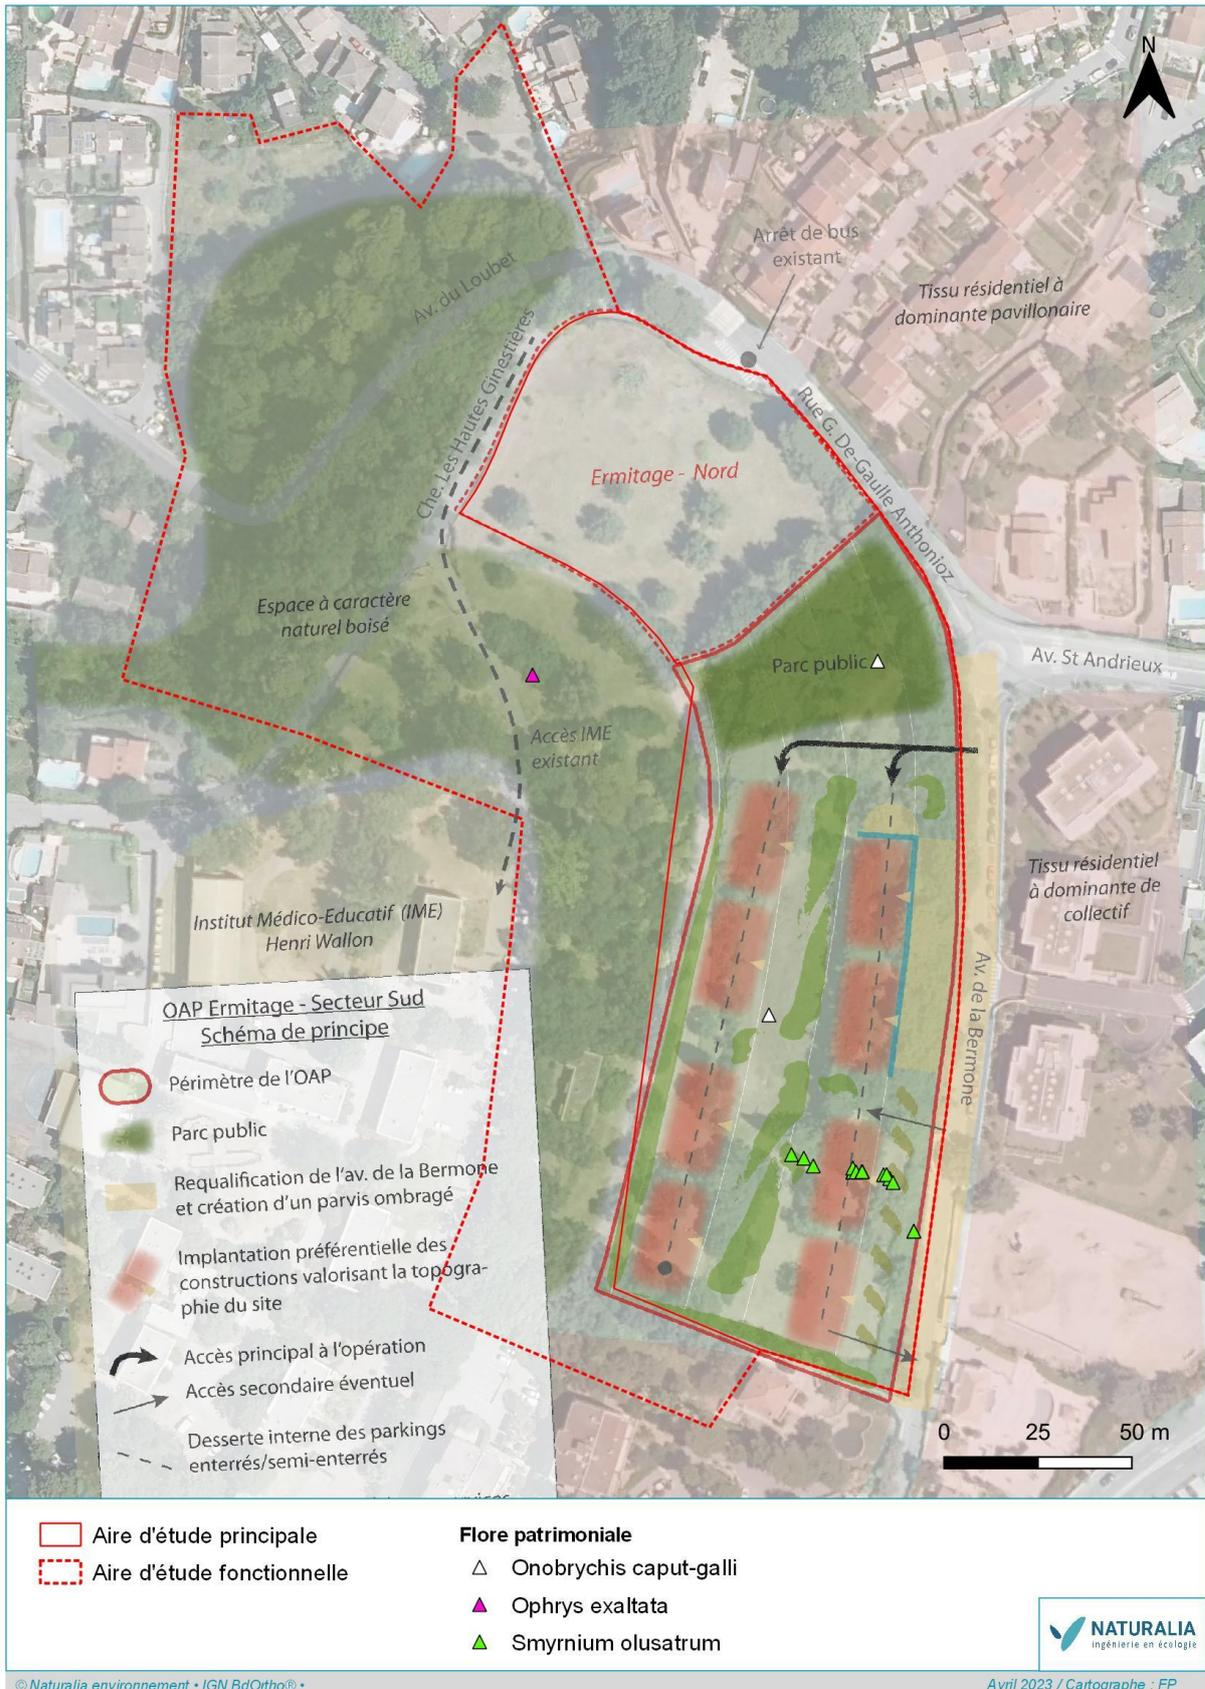 N
Arrêt de bus
existant
Tissu résidentiel à
dominante pavillonaire
Av. du Loubet
Che. Les Hautes Ginestières
Rue G. De-Gaulle Anthonioz
Ermitage - Nord
Espace à caractère
naturel boisé
Parc public
Av. St Andrieux
Accès IME
existant
Tissu résidentiel
à dominante de
collectif
Institut Médico-Educatif (IME)
Henri Wallon
Av. de la Bermone
OAP Ermitage - Secteur Sud
Schéma de principe
Périmètre de l'OAP
Parc public
Requalification de l'av. de la Bermone
et création d'un parvis ombragé
Implantation préférentielle des
constructions valorisant la topogra-
phie du site
Accès principal à l'opération
Accès secondaire éventuel
Desserte interne des parkings
enterrés/semi-enterrés
0 25 50 m
Aire d'étude principale
Aire d'étude fonctionnelle
Flore patrimoniale
Onobrychis caput-galli
Ophrys exaltata
Smyrnium olusatrum
NATURALIA
ingénierie en écologie
© Naturalia environnement • IGN BdOrtho® •
Avril 2023 / Cartographe : FP